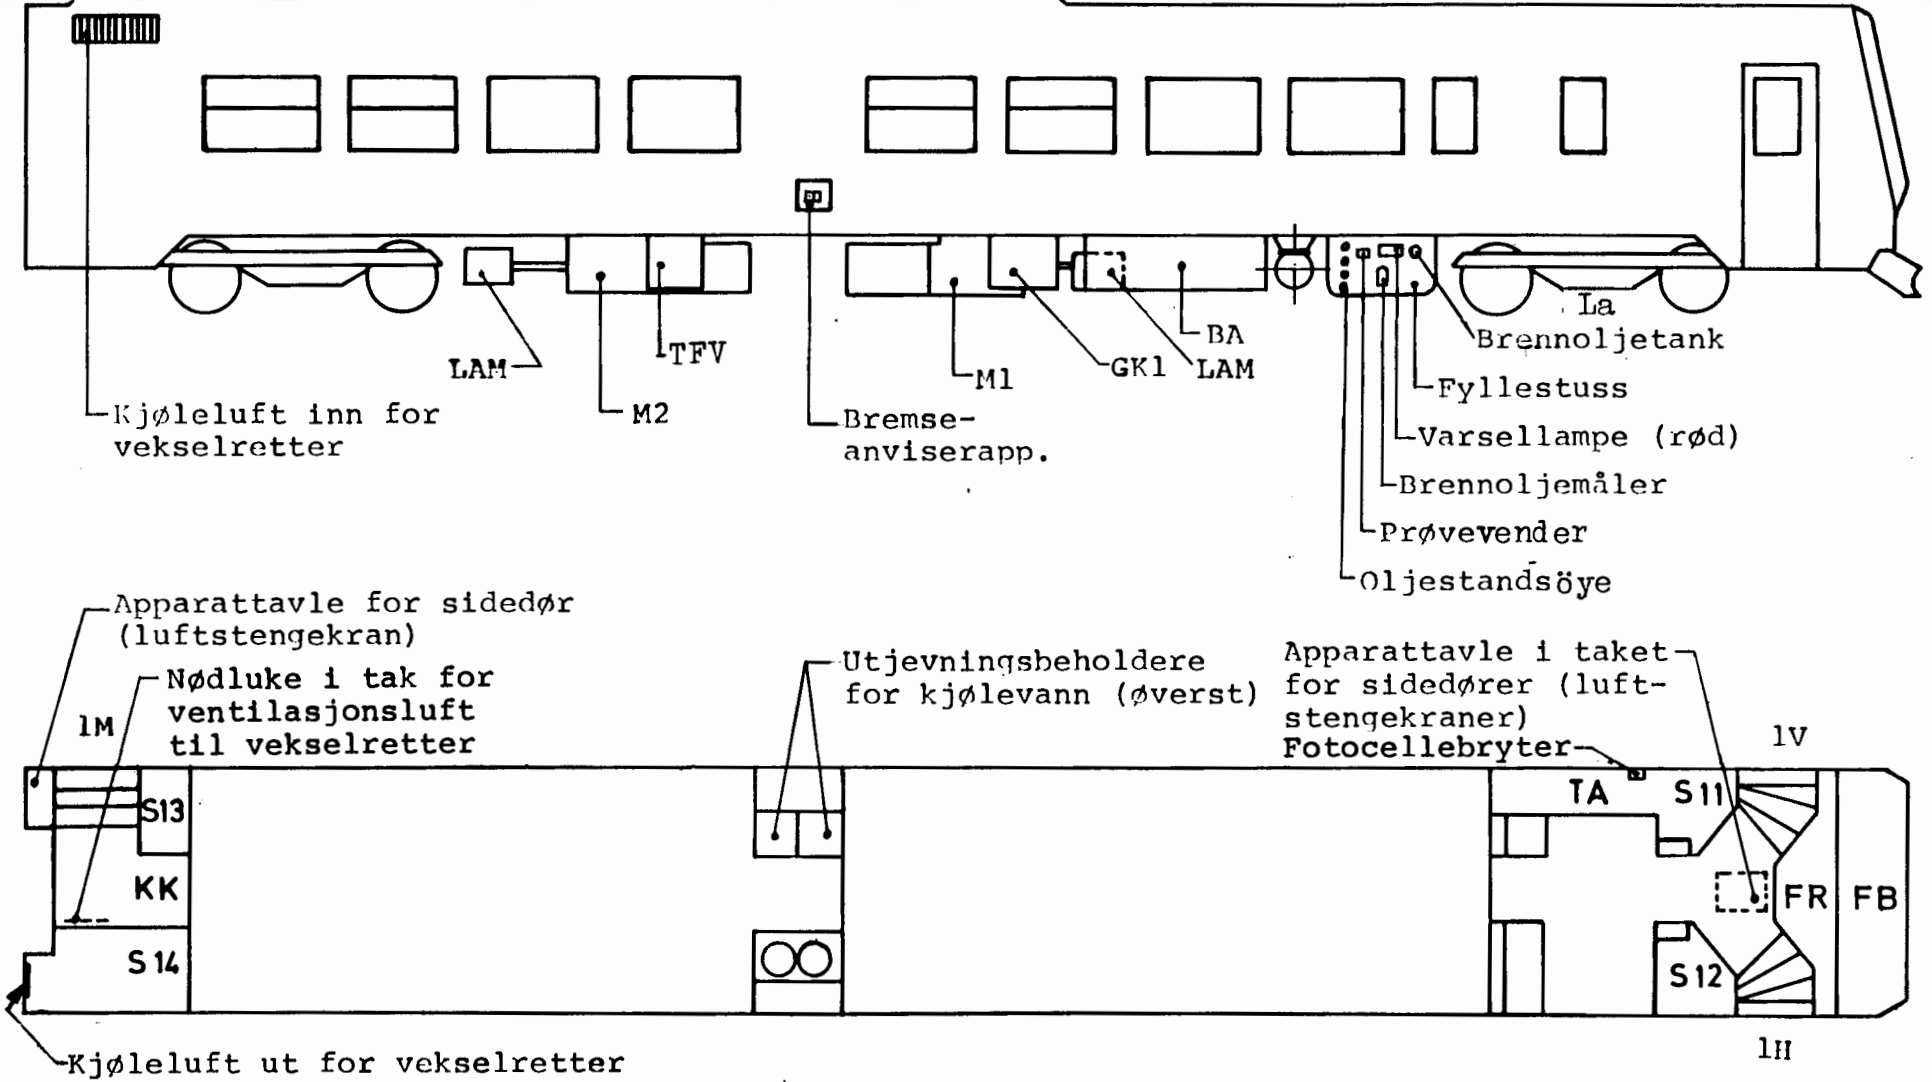 La
Brennoljetank
BA
TFV
LAM
GK1
LAM
M1
Fyllestuss
M2
Kjøleluft inn for
vekselretter
Bremse-
anviserapp.
Varsellampe (rød)
Brennoljemåler
Prøvevender
Oljestandsöye
Apparattavle for sidedør
(luftstengekran)
Nødluke i tak for
ventilasjonsluft
til vekselretter
1M
Utjevningsbeholdere
for kjølevann (øverst)
Apparattavle i taket
for sidedører (luft-
stengekraner)
Fotocellebryter
1V
S13
TA
S11
KK
FR
FB
S14
S12
1H
Kjøleluft ut for vekselretter